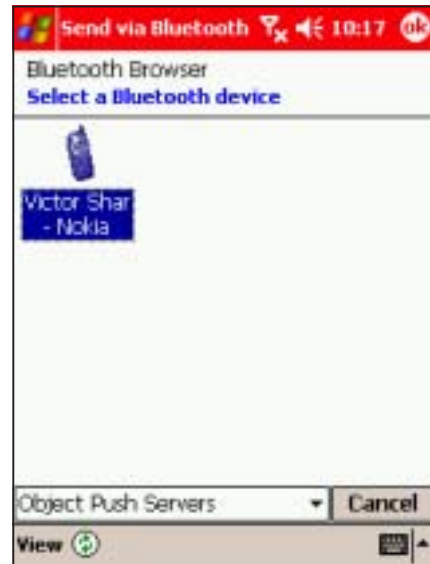 Send via Bluetooth 10:17 ok
Bluetooth Browser
Select a Bluetooth device
Victor Shar
- Nokia
Object Push Servers Cancel
View